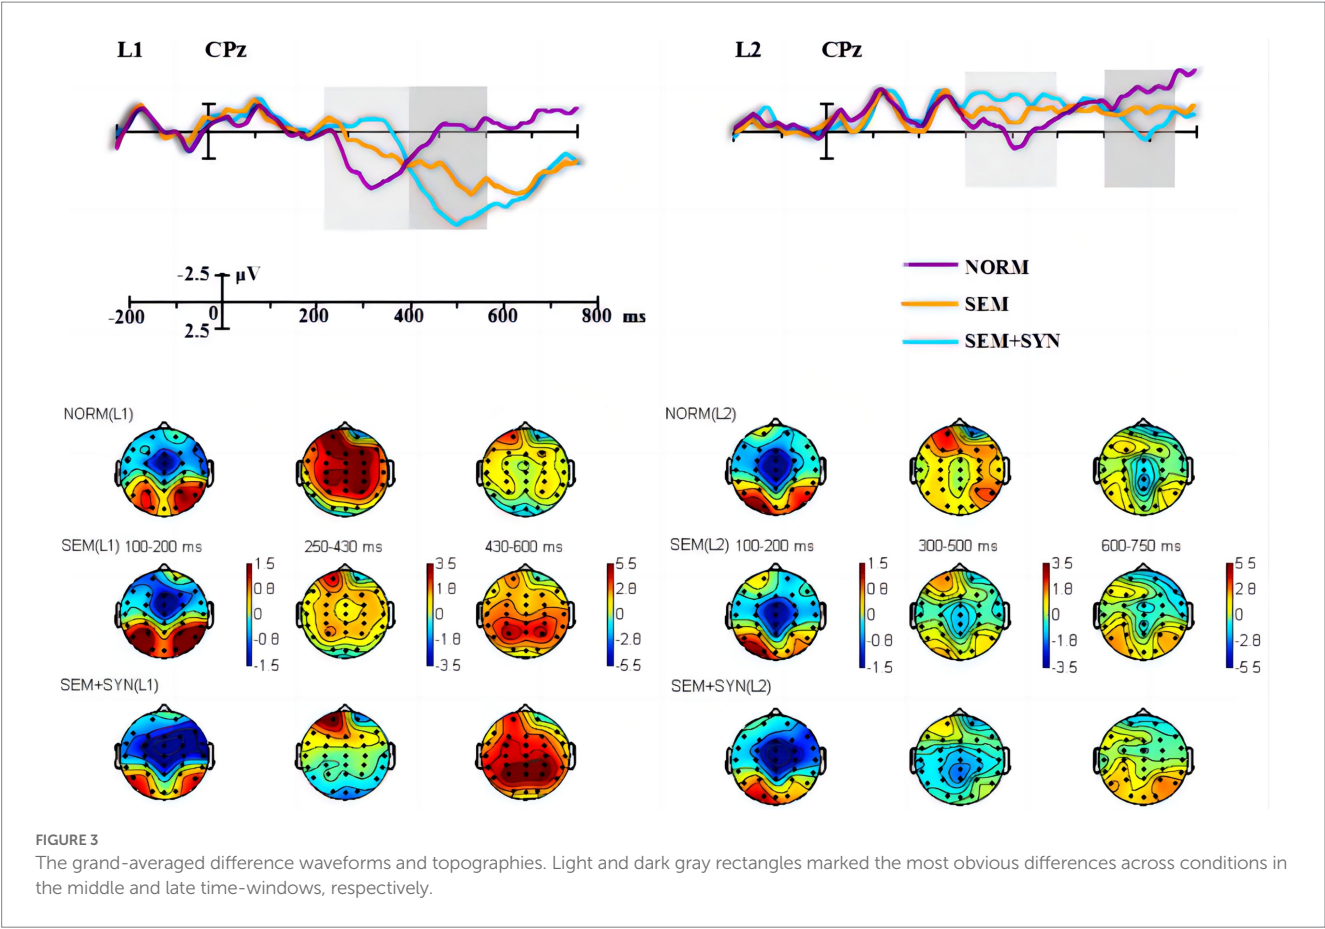 L1 CPz
L2 CPz
-2.5 μV
-200 0 200 400 600 800 ms
2.5
NORM
SEM
SEM+SYN
NORM(L1)
NORM(L2)
SEM(L1) 100-200 ms 250-430 ms 430-600 ms
SEM(L2) 100-200 ms 300-500 ms 600-750 ms
1.5 3.5 5.5 1.5 3.5 5.5
0.8 1.8 2.8 0.8 1.8 2.8
0 0 0 0 0 0
-0.8 -1.8 -2.8 -0.8 -1.8 -2.8
-1.5 -3.5 -5.5 -1.5 -3.5 -5.5
SEM+SYN(L1)
SEM+SYN(L2)
FIGURE 3
The grand-averaged difference waveforms and topographies. Light and dark gray rectangles marked the most obvious differences across conditions in
the middle and late time-windows, respectively.